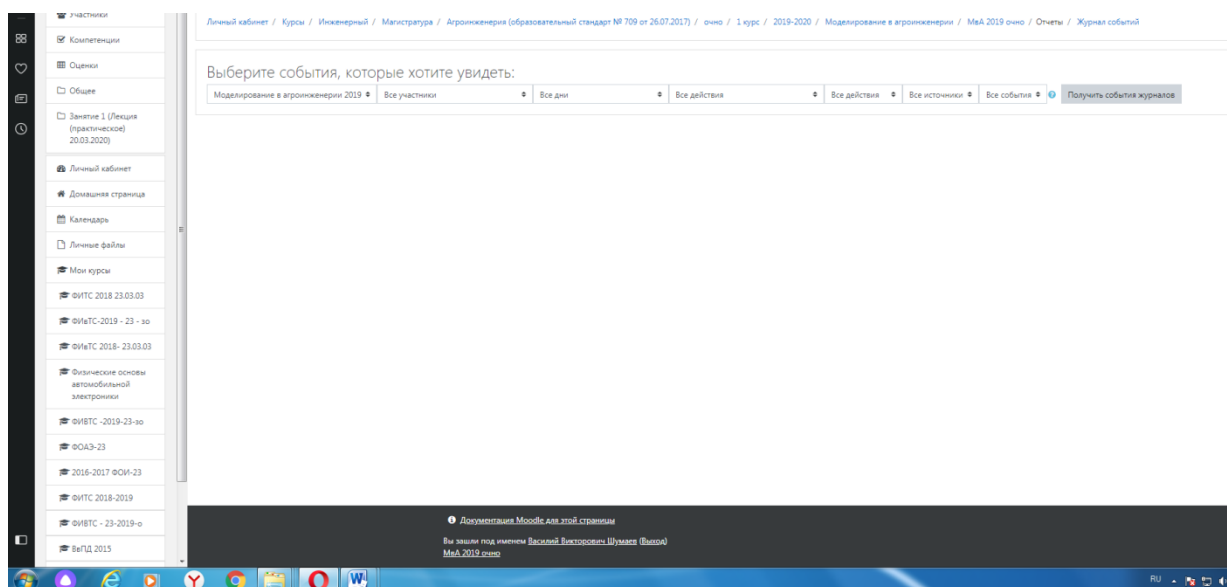 Участники
Компетенции
Оценки
Общее
Занятие 1 (Лекция
(практическое)
20.03.2020)
Личный кабинет
Домашняя страница
Календарь
Личные файлы
Мои курсы
ФИТС 2018 23.03.03
ФИвТС-2019 - 23 - зо
ФИвТС 2018- 23.03.03
Физические основы
автомобильной
электроники
ФИВТС -2019-23-зо
ФОАЭ-23
2016-2017 ФОИ-23
ФИТС 2018-2019
ФИВТС - 23-2019-о
ВвПД 2015
Личный кабинет / Курсы / Инженерный / Магистратура / Агроинженерия (образовательный стандарт № 709 от 26.07.2017) / очно / 1 курс / 2019-2020 / Моделирование в агроинженерии / МвА 2019 очно / Отчеты / Журнал событий
Выберите события, которые хотите увидеть:
Моделирование в агроинженерии 2019 Все участники Все дни Все действия Все действия Все источники Все события Получить события журналов
Документация Moodle для этой страницы
Вы зашли под именем Василий Викторович Шумаев (Выход)
МвА 2019 очно
RU